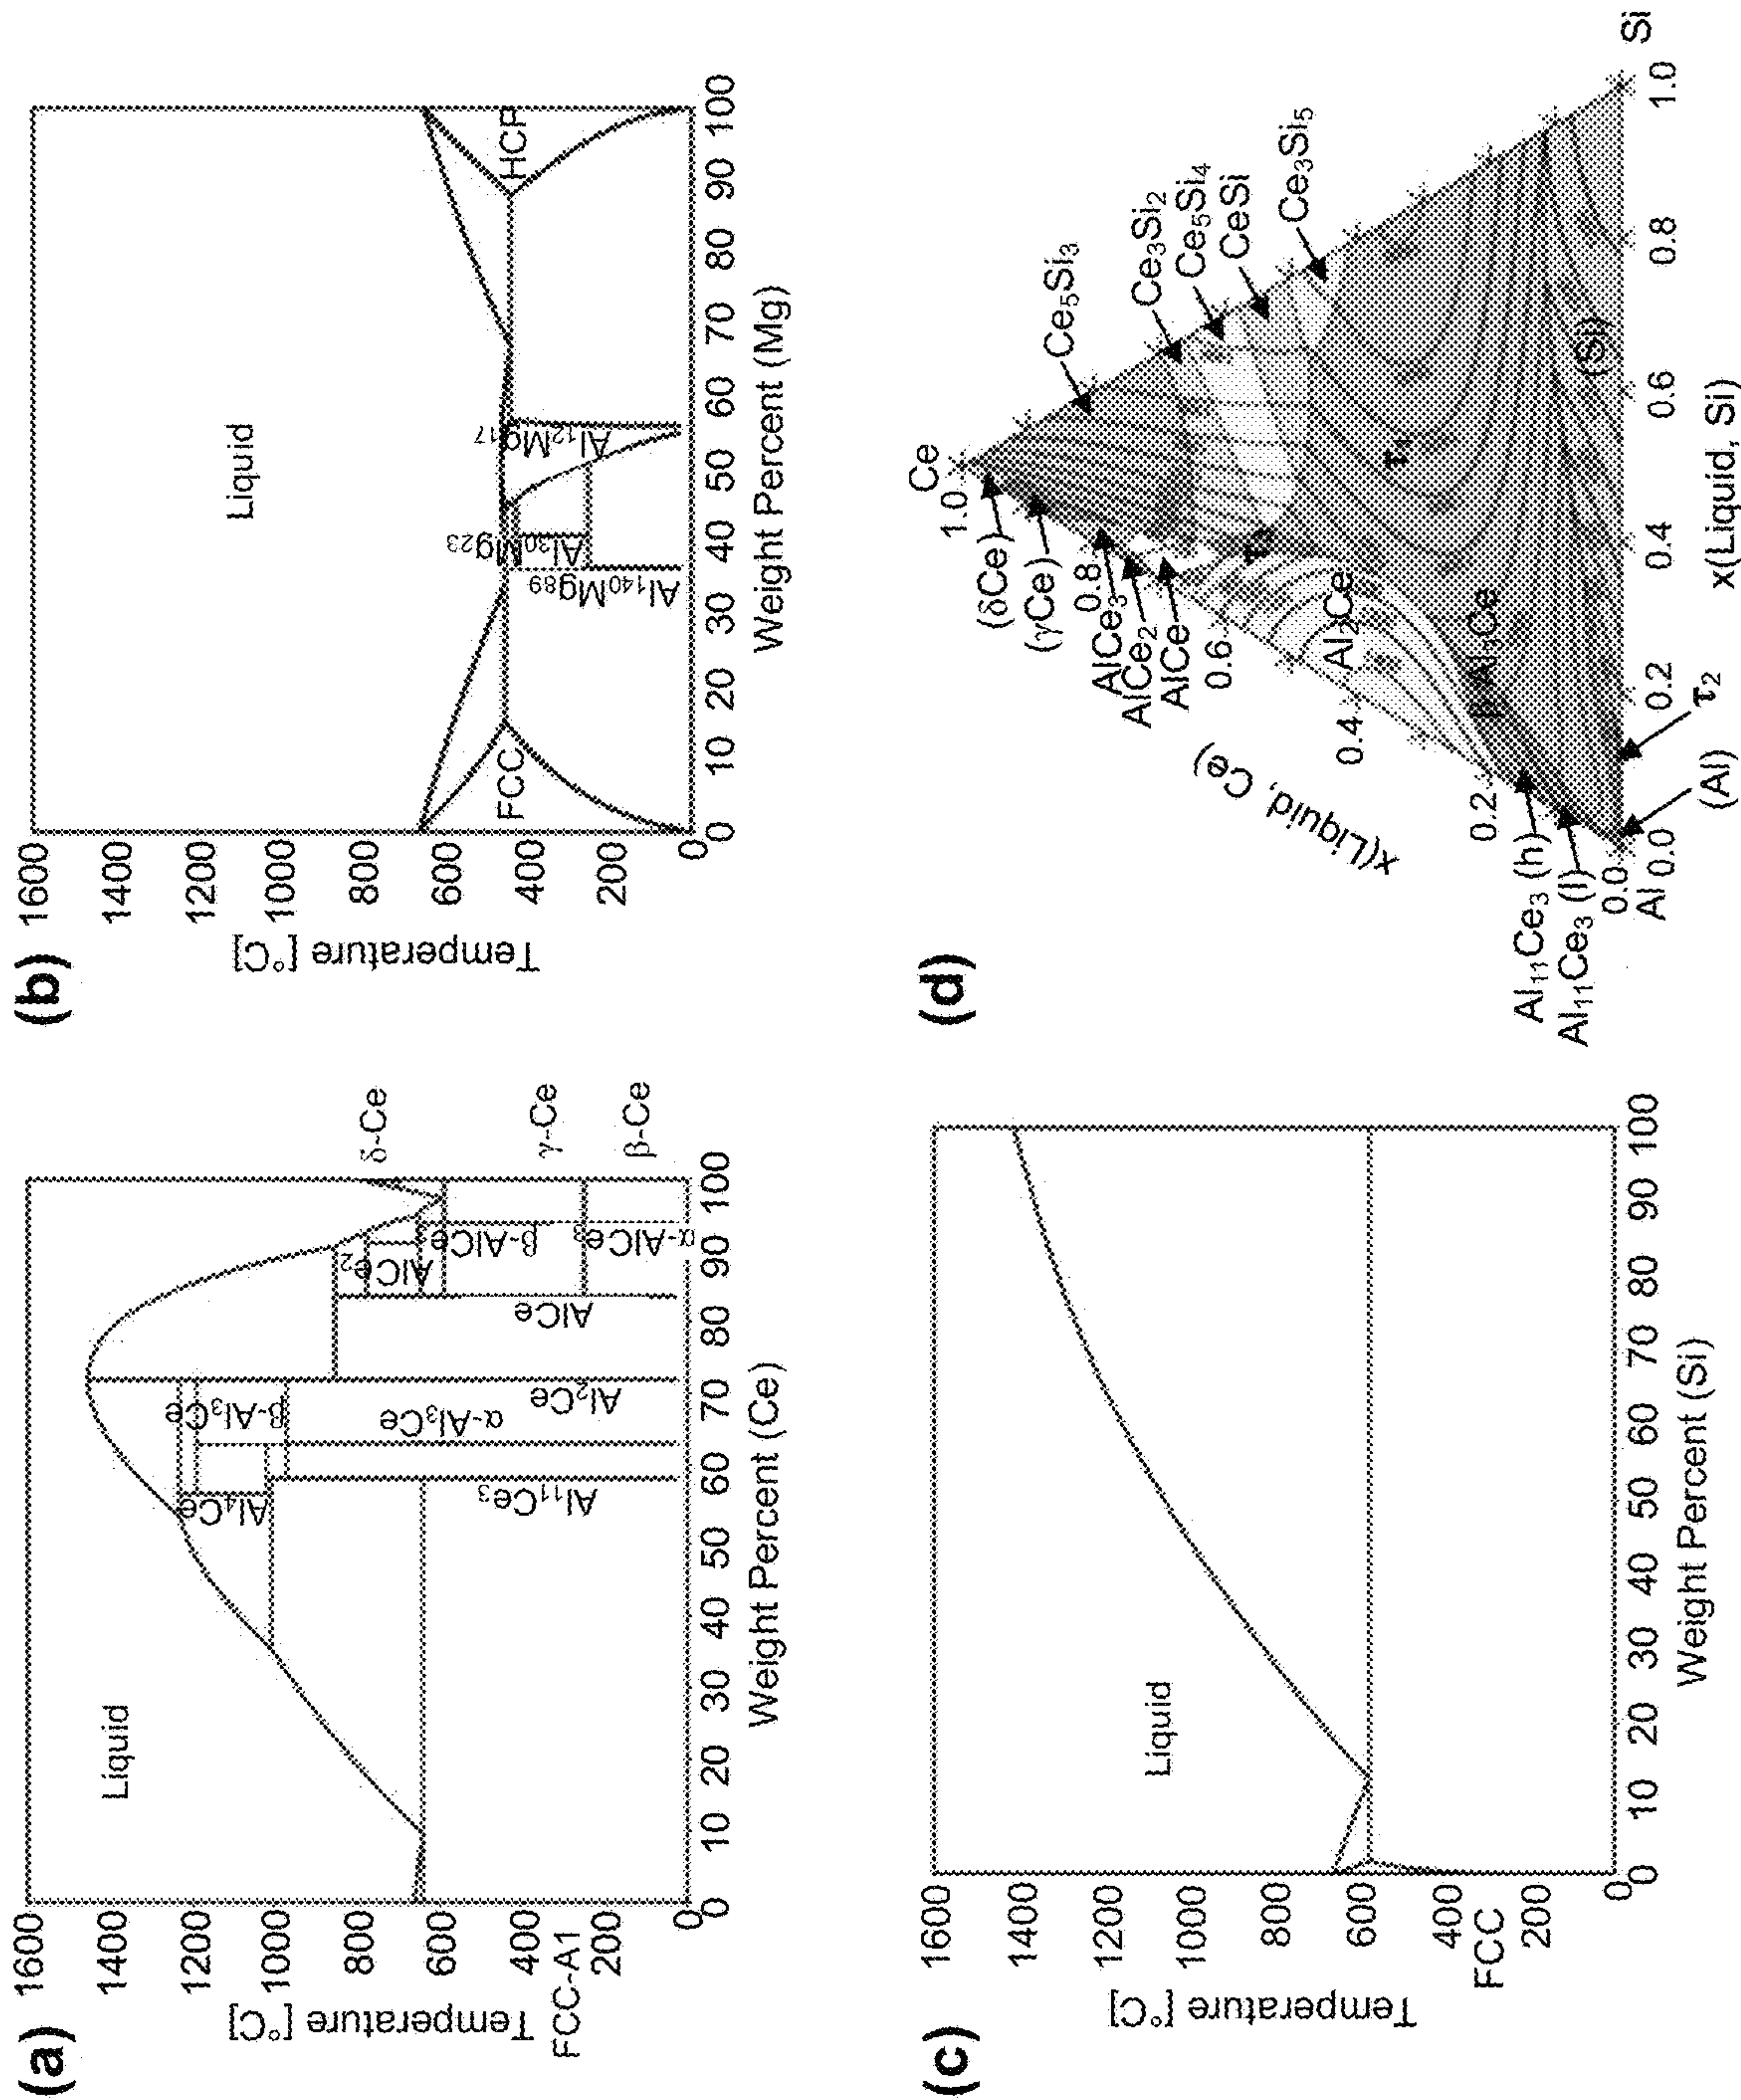 (a)
1600
1400
1200
1000
800
600
400
200
0
Temperature [°C]
FCC-A1
Liquid
Al₄Ce
β-Al₃Ce
α-Al₃Ce
Al₁₁Ce₃
Al₂Ce
AlCe
AlCe₂
β-AlCe₃
α-AlCe₃
δ-Ce
γ-Ce
β-Ce
0 10 20 30 40 50 60 70 80 90 100
Weight Percent (Ce)
(b)
1600
1400
1200
1000
800
600
400
200
0
Temperature [°C]
Liquid
FCC
Al₁₄₀Mg₈₉
Al₃₀Mg₂₃
Al₁₂Mg₁₇
HCP
0 10 20 30 40 50 60 70 80 90 100
Weight Percent (Mg)
(c)
1600
1400
1200
1000
800
600
400
200
0
Temperature [°C]
FCC
Liquid
0 10 20 30 40 50 60 70 80 90 100
Weight Percent (Si)
(d)
Ce
1.0
(δCe)
(γCe)
0.8
AlCe₃
AlCe₂
AlCe
0.6
0.4
0.2
0.0
x(Liquid, Ce)
Al₁₁Ce₃ (h)
Al₁₁Ce₃ (l)
Al
(Al)
τ₂
Ce₅Si₃
Ce₃Si₂
Ce₅Si₄
CeSi
Ce₃Si₅
Al₂Ce
(Si)
0.0 0.2 0.4 0.6 0.8 1.0
Si
x(Liquid, Si)